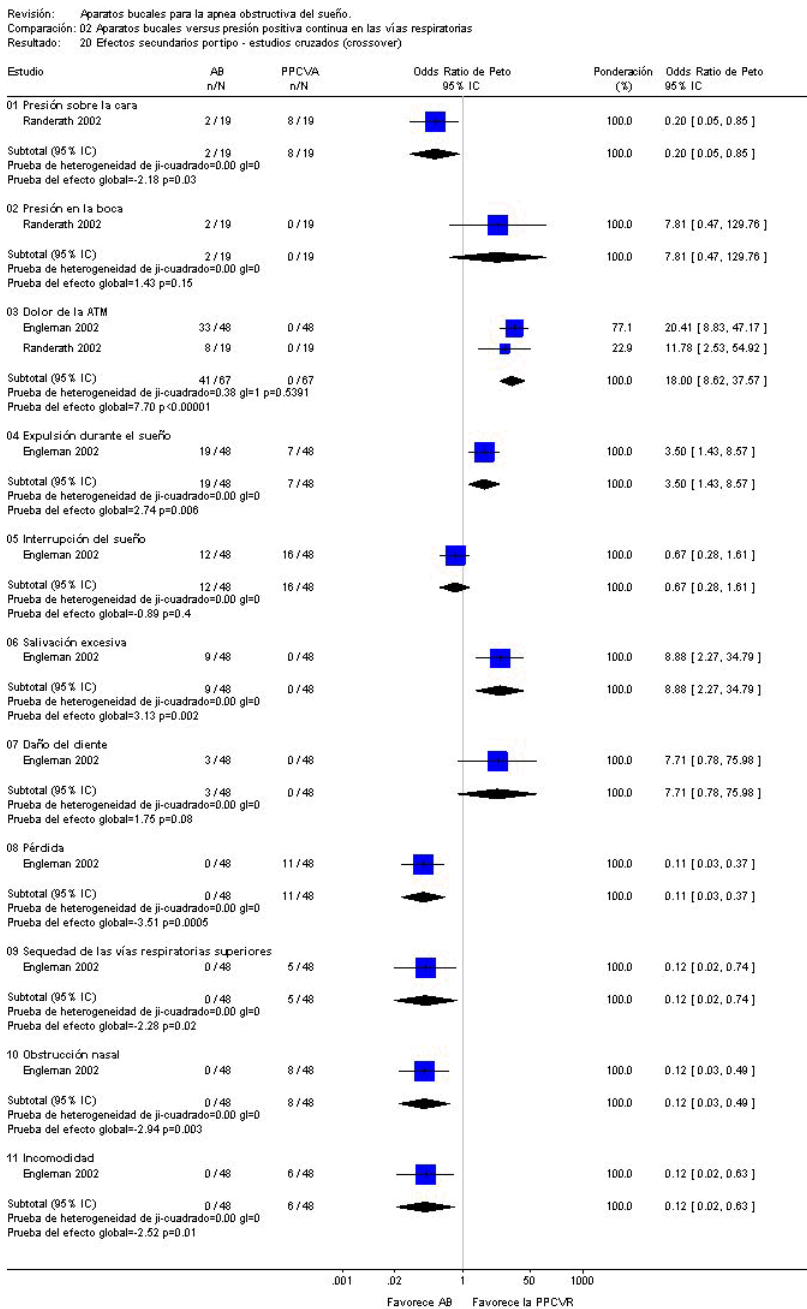 Revisión: Aparatos bucales para la apnea obstructiva del sueño.
Comparación: 02 Aparatos bucales versus presión positiva continua en las vías respiratorias
Resultado: 20 Efectos secundarios por tipo - estudios cruzados (crossover)
Estudio AB PPCVA Odds Ratio de Peto Ponderación Odds Ratio de Peto
n/N n/N 95 % IC (%) 95 % IC
01 Presión sobre la cara
Randerath 2002 2 / 19 8 / 19 100.0 0.20 [ 0.05, 0.85 ]
Subtotal (95 % IC) 2 / 19 8 / 19 100.0 0.20 [ 0.05, 0.85 ]
Prueba de heterogeneidad de ji-cuadrado=0.00 gl=0
Prueba del efecto global=-2.18 p=0.03
02 Presión en la boca
Randerath 2002 2 / 19 0 / 19 100.0 7.81 [ 0.47, 129.76 ]
Subtotal (95 % IC) 2 / 19 0 / 19 100.0 7.81 [ 0.47, 129.76 ]
Prueba de heterogeneidad de ji-cuadrado=0.00 gl=0
Prueba del efecto global=1.43 p=0.15
03 Dolor de la ATM
Engleman 2002 33 / 48 0 / 48 77.1 20.41 [ 8.83, 47.17 ]
Randerath 2002 8 / 19 0 / 19 22.9 11.78 [ 2.53, 54.92 ]
Subtotal (95 % IC) 41 / 67 0 / 67 100.0 18.00 [ 8.62, 37.57 ]
Prueba de heterogeneidad de ji-cuadrado=0.38 gl=1 p=0.5391
Prueba del efecto global=7.70 p<0.00001
04 Expulsión durante el sueño
Engleman 2002 19 / 48 7 / 48 100.0 3.50 [ 1.43, 8.57 ]
Subtotal (95 % IC) 19 / 48 7 / 48 100.0 3.50 [ 1.43, 8.57 ]
Prueba de heterogeneidad de ji-cuadrado=0.00 gl=0
Prueba del efecto global=2.74 p=0.006
05 Interrupción del sueño
Engleman 2002 12 / 48 16 / 48 100.0 0.67 [ 0.28, 1.61 ]
Subtotal (95 % IC) 12 / 48 16 / 48 100.0 0.67 [ 0.28, 1.61 ]
Prueba de heterogeneidad de ji-cuadrado=0.00 gl=0
Prueba del efecto global=-0.89 p=0.4
06 Salivación excesiva
Engleman 2002 9 / 48 0 / 48 100.0 8.88 [ 2.27, 34.79 ]
Subtotal (95 % IC) 9 / 48 0 / 48 100.0 8.88 [ 2.27, 34.79 ]
Prueba de heterogeneidad de ji-cuadrado=0.00 gl=0
Prueba del efecto global=3.13 p=0.002
07 Daño del diente
Engleman 2002 3 / 48 0 / 48 100.0 7.71 [ 0.78, 75.98 ]
Subtotal (95 % IC) 3 / 48 0 / 48 100.0 7.71 [ 0.78, 75.98 ]
Prueba de heterogeneidad de ji-cuadrado=0.00 gl=0
Prueba del efecto global=1.75 p=0.08
08 Pérdida
Engleman 2002 0 / 48 11 / 48 100.0 0.11 [ 0.03, 0.37 ]
Subtotal (95 % IC) 0 / 48 11 / 48 100.0 0.11 [ 0.03, 0.37 ]
Prueba de heterogeneidad de ji-cuadrado=0.00 gl=0
Prueba del efecto global=-3.51 p=0.0005
09 Sequedad de las vías respiratorias superiores
Engleman 2002 0 / 48 5 / 48 100.0 0.12 [ 0.02, 0.74 ]
Subtotal (95 % IC) 0 / 48 5 / 48 100.0 0.12 [ 0.02, 0.74 ]
Prueba de heterogeneidad de ji-cuadrado=0.00 gl=0
Prueba del efecto global=-2.28 p=0.02
10 Obstrucción nasal
Engleman 2002 0 / 48 8 / 48 100.0 0.12 [ 0.03, 0.49 ]
Subtotal (95 % IC) 0 / 48 8 / 48 100.0 0.12 [ 0.03, 0.49 ]
Prueba de heterogeneidad de ji-cuadrado=0.00 gl=0
Prueba del efecto global=-2.94 p=0.003
11 Incomodidad
Engleman 2002 0 / 48 6 / 48 100.0 0.12 [ 0.02, 0.63 ]
Subtotal (95 % IC) 0 / 48 6 / 48 100.0 0.12 [ 0.02, 0.63 ]
Prueba de heterogeneidad de ji-cuadrado=0.00 gl=0
Prueba del efecto global=-2.52 p=0.01
.001 .02 1 50 1000
Favorece AB Favorece la PPCVR